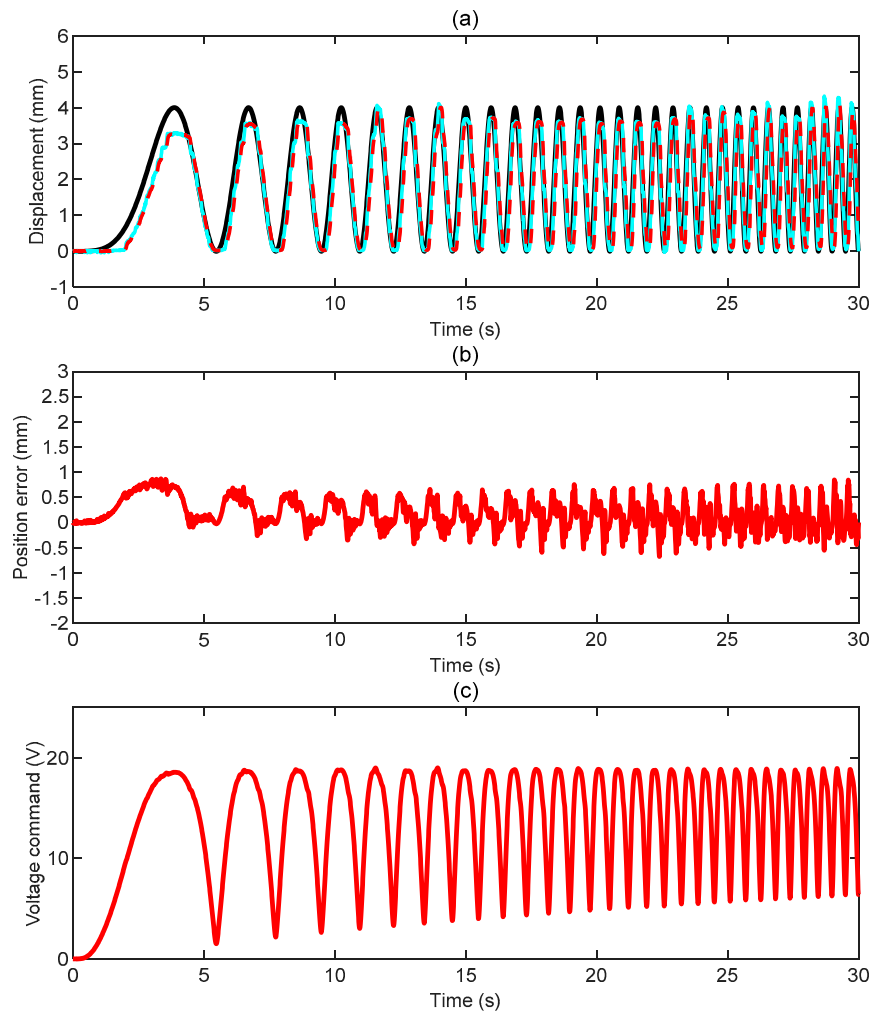 (a)
6
5
4
3
2
1
0
-1
Displacement (mm)
0 5 10 15 20 25 30
Time (s)
(b)
3
2.5
2
1.5
1
0.5
0
-0.5
-1
-1.5
-2
Position error (mm)
0 5 10 15 20 25 30
Time (s)
(c)
20
10
0
Voltage command (V)
0 5 10 15 20 25 30
Time (s)